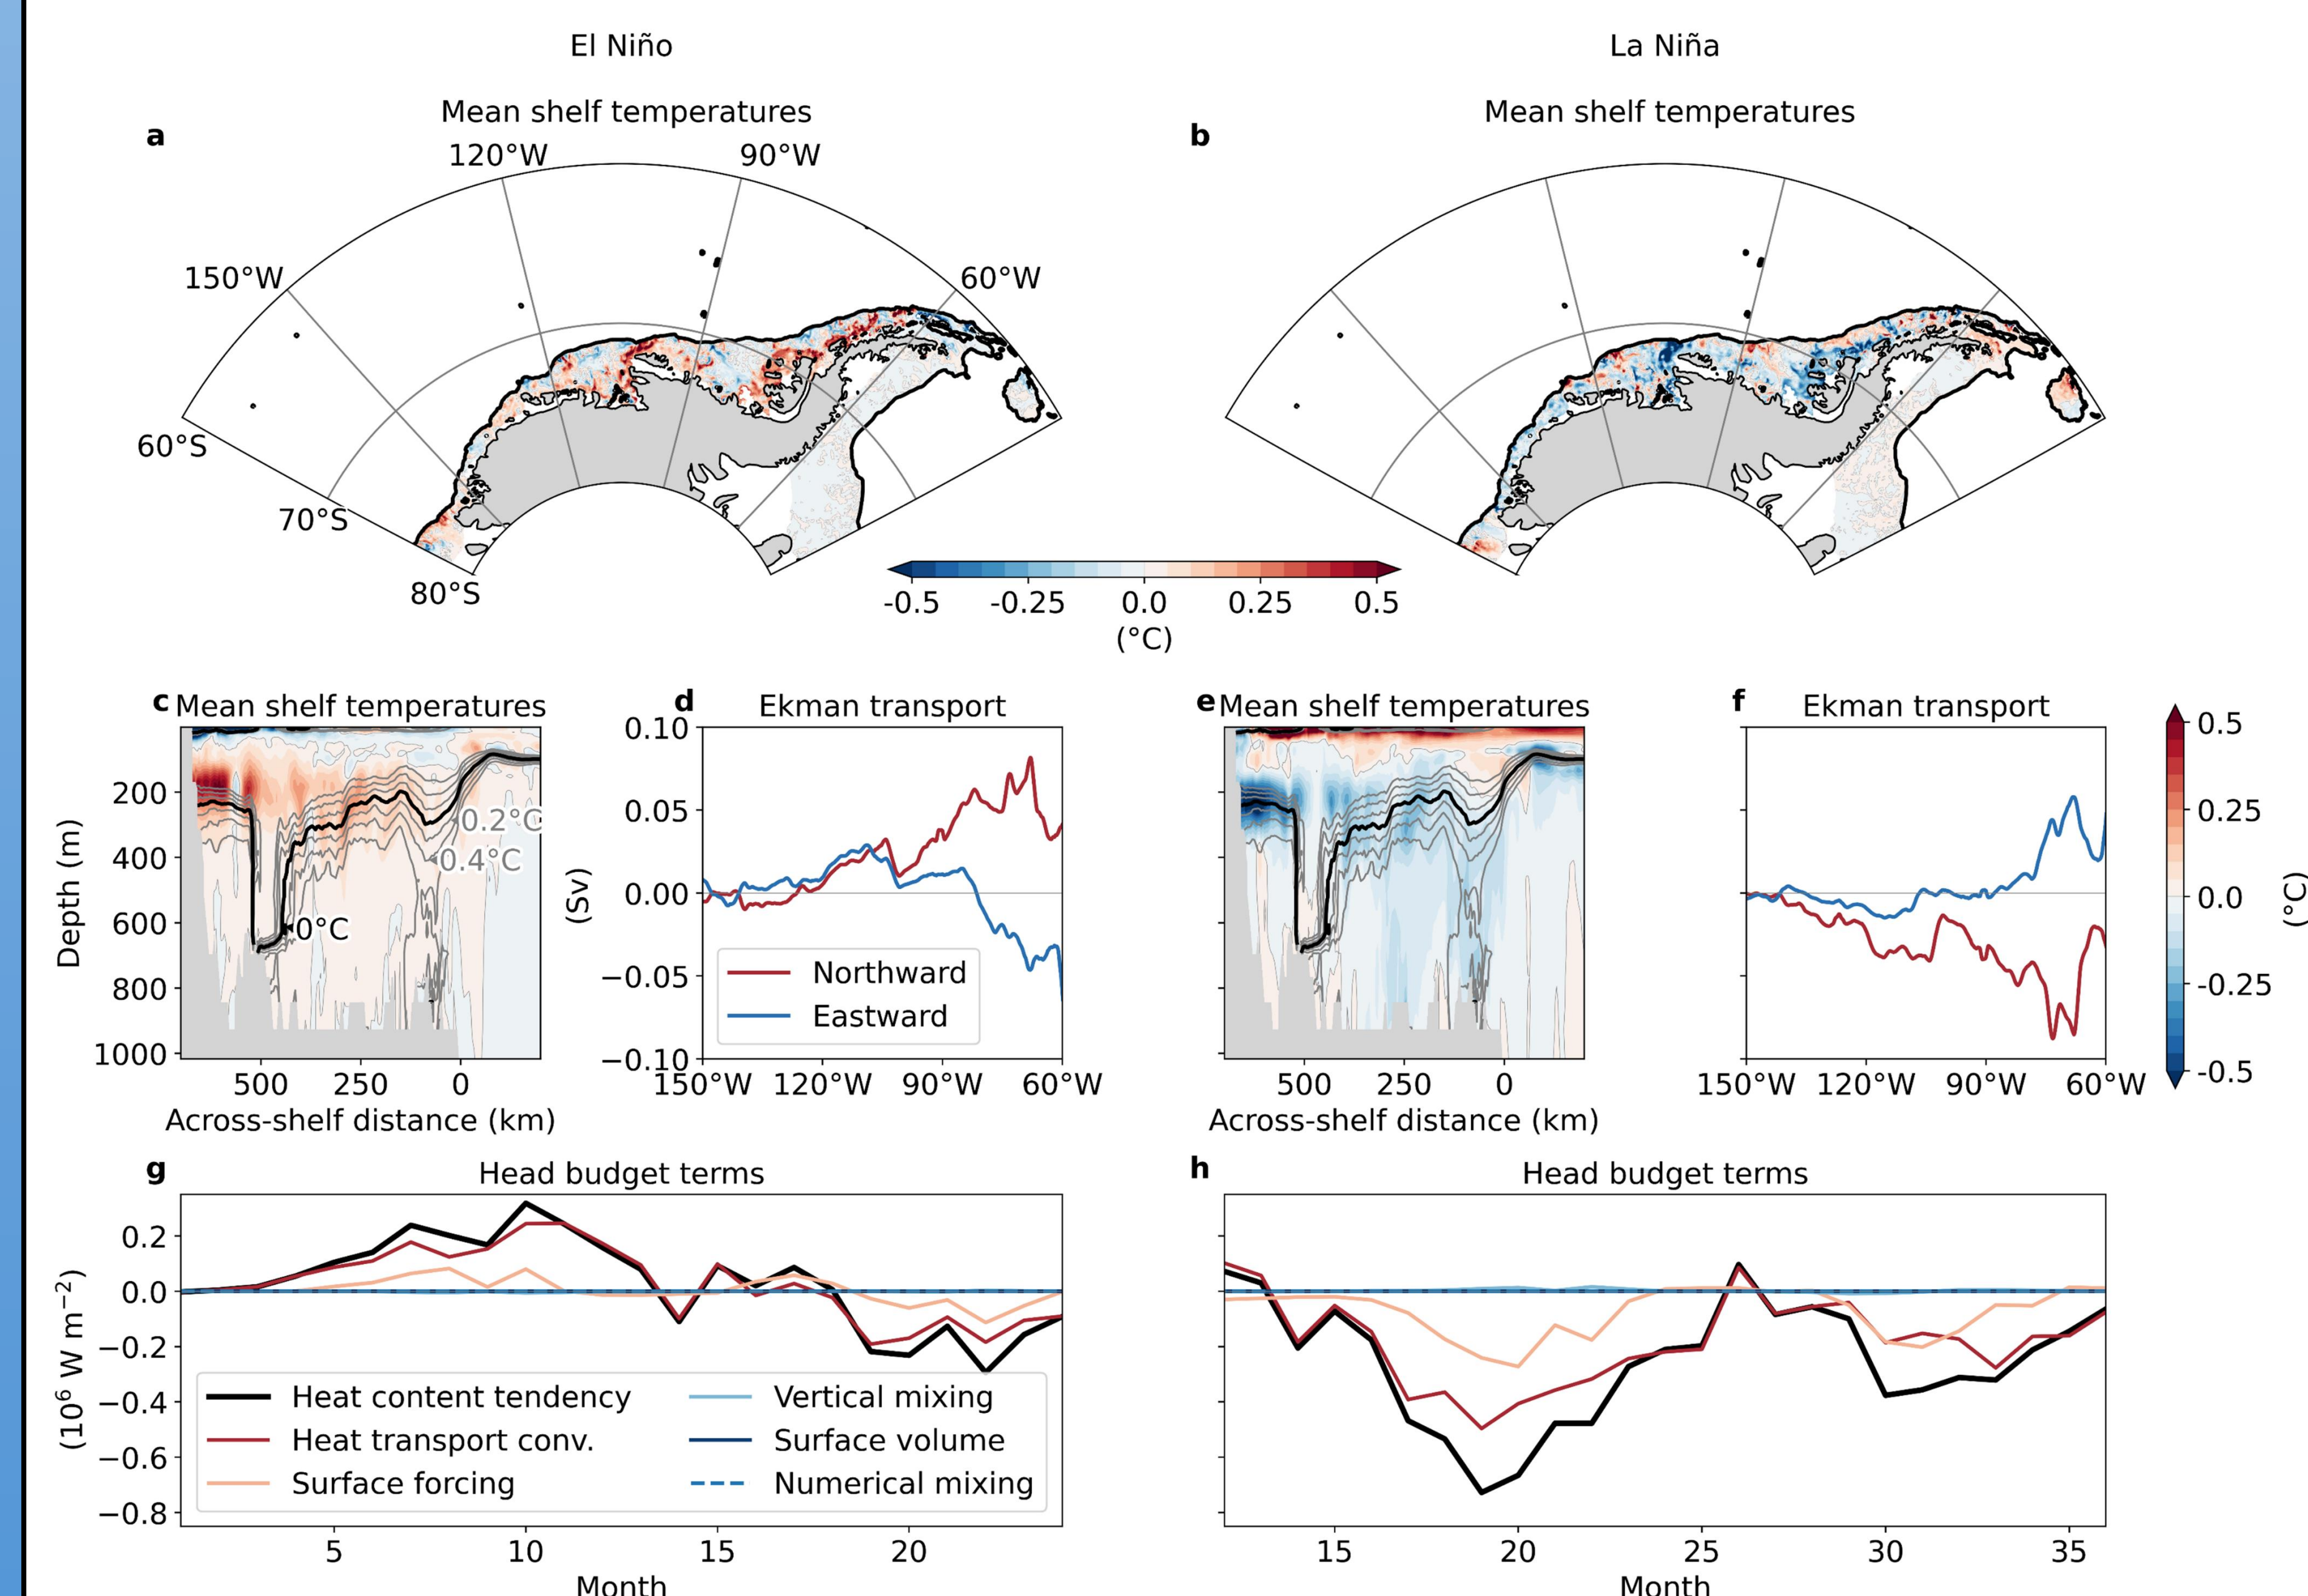 El Niño
La Niña
Mean shelf temperatures
Mean shelf temperatures
a
b
120°W
90°W
150°W
60°W
60°S
70°S
80°S
-0.5
-0.25
0.0
0.25
0.5
(°C)
c
Mean shelf temperatures
d
Ekman transport
e
Mean shelf temperatures
f
Ekman transport
Depth (m)
200
400
600
800
1000
0.2°C
0.4°C
0°C
500
250
0
Across-shelf distance (km)
(Sv)
0.10
0.05
0.00
−0.05
−0.10
Northward
Eastward
150°W
120°W
90°W
60°W
500
250
0
Across-shelf distance (km)
150°W
120°W
90°W
60°W
0.5
0.25
0.0
-0.25
-0.5
(°C)
g
Head budget terms
h
Head budget terms
(10⁶ W m⁻²)
0.2
0.0
−0.2
−0.4
−0.6
−0.8
Heat content tendency
Heat transport conv.
Surface forcing
Vertical mixing
Surface volume
Numerical mixing
5
10
15
20
Month
15
20
25
30
35
Month